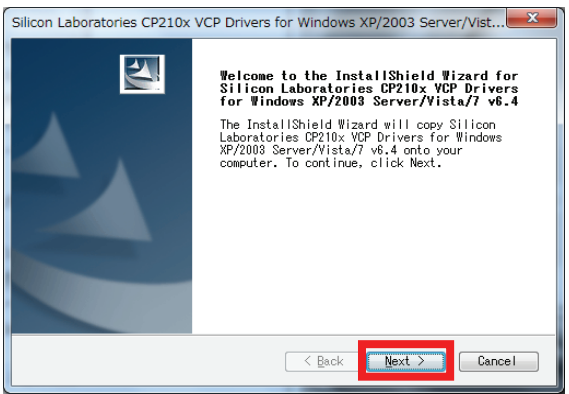 Silicon Laboratories CP210x VCP Drivers for Windows XP/2003 Server/Vist...
Welcome to the InstallShield Wizard for
Silicon Laboratories CP210x VCP Drivers
for Windows XP/2003 Server/Vista/7 v6.4
The InstallShield Wizard will copy Silicon
Laboratories CP210x VCP Drivers for Windows
XP/2003 Server/Vista/7 v6.4 onto your
computer. To continue, click Next.
< Back Next > Cancel